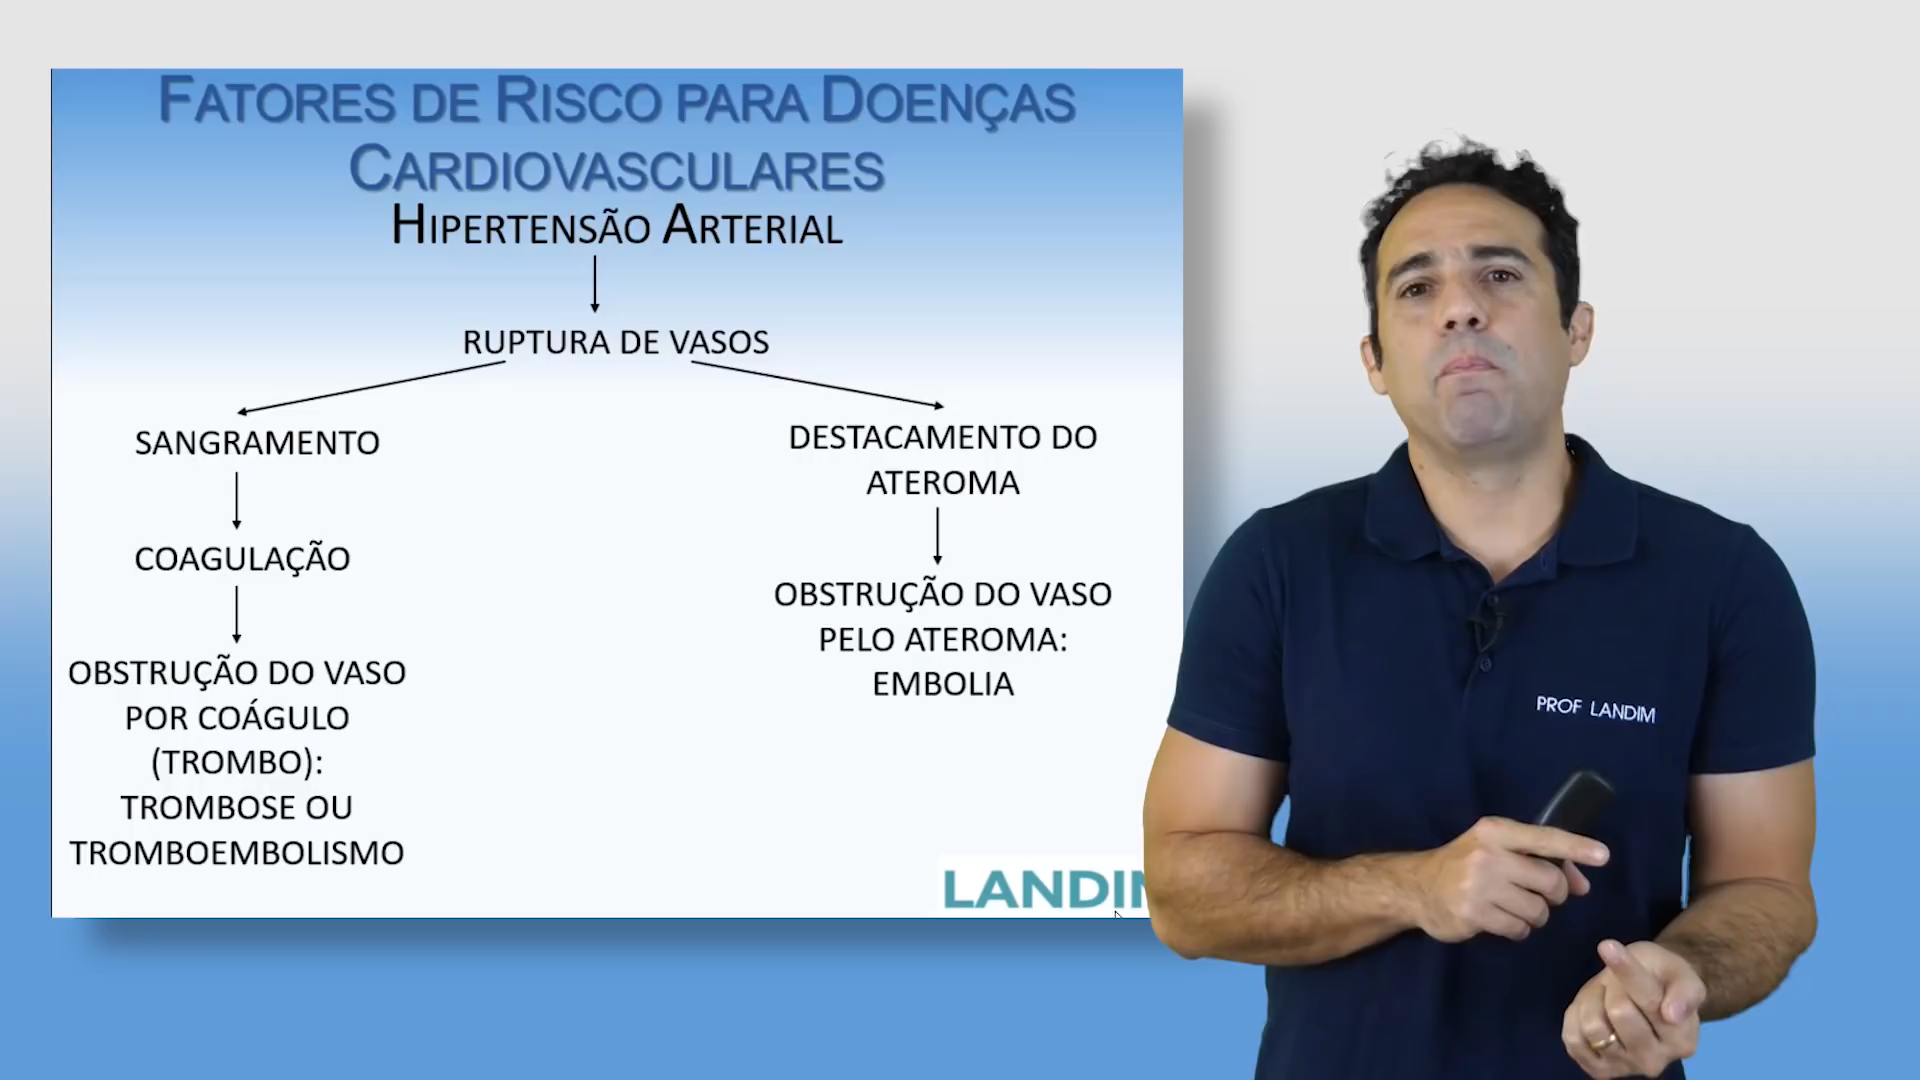 FATORES DE RISCO PARA DOENÇAS
CARDIOVASCULARES
HIPERTENSÃO ARTERIAL
RUPTURA DE VASOS
SANGRAMENTO
COAGULAÇÃO
OBSTRUÇÃO DO VASO
POR COÁGULO
(TROMBO):
TROMBOSE OU
TROMBOEMBOLISMO
DESTACAMENTO DO
ATEROMA
OBSTRUÇÃO DO VASO
PELO ATEROMA:
EMBOLIA
PROF LANDIM